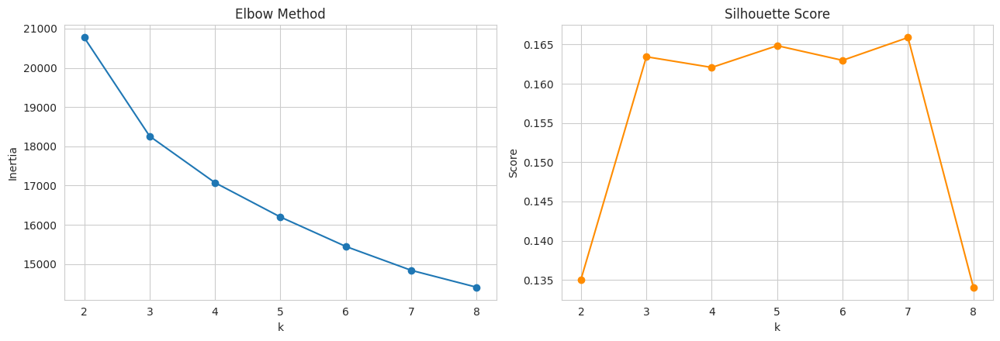 Elbow Method
21000
20000
19000
18000
17000
16000
15000
Inertia
2 3 4 5 6 7 8
k
Silhouette Score
0.165
0.160
0.155
0.150
0.145
0.140
0.135
Score
2 3 4 5 6 7 8
k